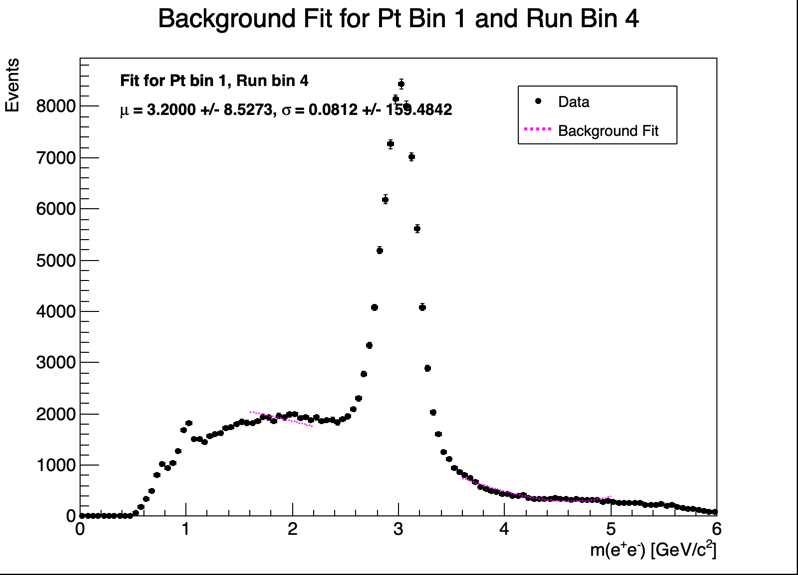 Background Fit for Pt Bin 1 and Run Bin 4
Events
Fit for Pt bin 1, Run bin 4
μ = 3.2000 +/- 8.5273, σ = 0.0812 +/- 159.4842
Data
Background Fit
8000
7000
6000
5000
4000
3000
2000
1000
0
0 1 2 3 4 5 6
m(e⁺e⁻) [GeV/c²]